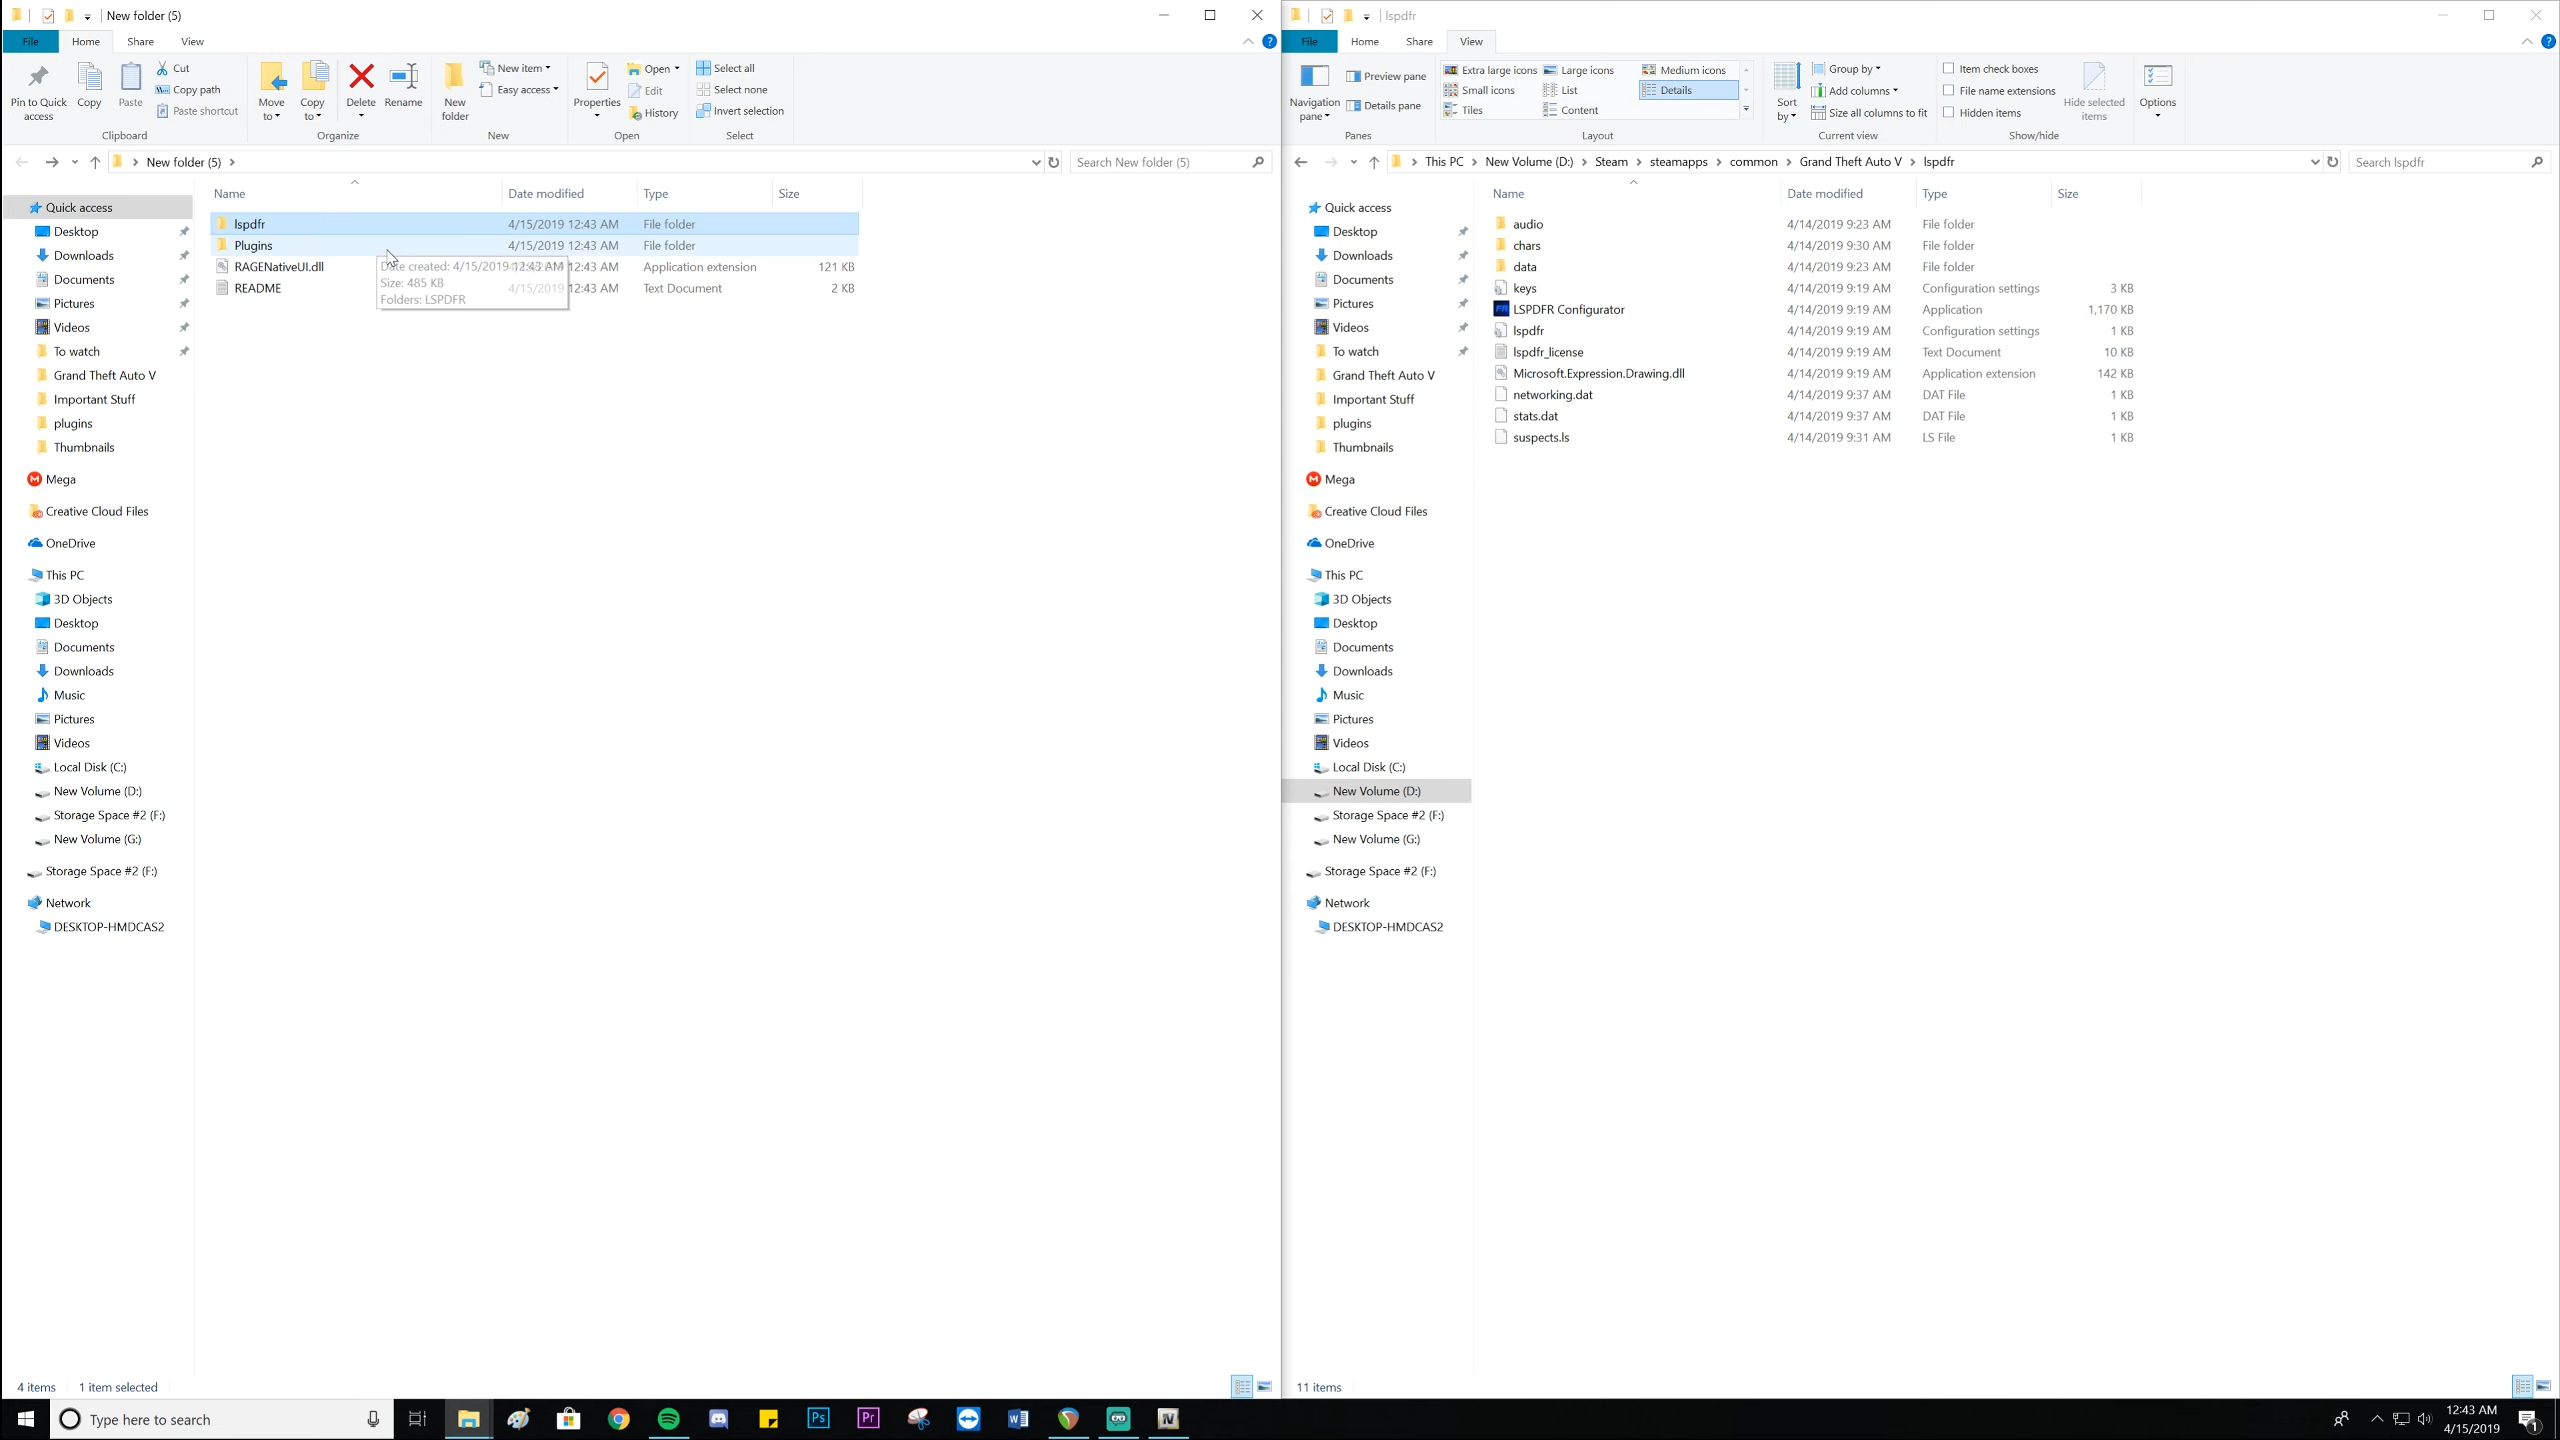 New folder (5)
File Home Share View
Pin to Quick access
Copy
Paste
Cut
Copy path
Paste shortcut
Clipboard
Move to
Copy to
Delete
Rename
Organize
New folder
New item
Easy access
New
Properties
Open
Edit
History
Open
Select all
Select none
Invert selection
Select
New folder (5)
Search New folder (5)
Name Date modified Type Size
lspdfr 4/15/2019 12:43 AM File folder
Plugins 4/15/2019 12:43 AM File folder
RAGENativeUI.dll 12:43 AM Application extension 121 KB
README 4/15/2019 12:43 AM Text Document 2 KB
Date created: 4/15/2019 12:43 AM
Size: 485 KB
Folders: LSPDFR
Quick access
Desktop
Downloads
Documents
Pictures
Videos
To watch
Grand Theft Auto V
Important Stuff
plugins
Thumbnails
Mega
Creative Cloud Files
OneDrive
This PC
3D Objects
Desktop
Documents
Downloads
Music
Pictures
Videos
Local Disk (C:)
New Volume (D:)
Storage Space #2 (F:)
New Volume (G:)
Storage Space #2 (F:)
Network
DESKTOP-HMDCAS2
4 items 1 item selected
lspdfr
File Home Share View
Navigation pane
Preview pane
Details pane
Panes
Extra large icons Large icons Medium icons
Small icons List Details
Tiles Content
Layout
Sort by
Group by
Add columns
Size all columns to fit
Current view
Item check boxes
File name extensions
Hidden items
Hide selected items
Show/hide
Options
This PC New Volume (D:) Steam steamapps common Grand Theft Auto V lspdfr
Search lspdfr
Name Date modified Type Size
audio 4/14/2019 9:23 AM File folder
chars 4/14/2019 9:30 AM File folder
data 4/14/2019 9:23 AM File folder
keys 4/14/2019 9:19 AM Configuration settings 3 KB
LSPDFR Configurator 4/14/2019 9:19 AM Application 1,170 KB
lspdfr 4/14/2019 9:19 AM Configuration settings 1 KB
lspdfr_license 4/14/2019 9:19 AM Text Document 10 KB
Microsoft.Expression.Drawing.dll 4/14/2019 9:19 AM Application extension 142 KB
networking.dat 4/14/2019 9:37 AM DAT File 1 KB
stats.dat 4/14/2019 9:37 AM DAT File 1 KB
suspects.ls 4/14/2019 9:31 AM LS File 1 KB
Quick access
Desktop
Downloads
Documents
Pictures
Videos
To watch
Grand Theft Auto V
Important Stuff
plugins
Thumbnails
Mega
Creative Cloud Files
OneDrive
This PC
3D Objects
Desktop
Documents
Downloads
Music
Pictures
Videos
Local Disk (C:)
New Volume (D:)
Storage Space #2 (F:)
New Volume (G:)
Storage Space #2 (F:)
Network
DESKTOP-HMDCAS2
11 items
Type here to search
Ps
Pr
12:43 AM
4/15/2019
1